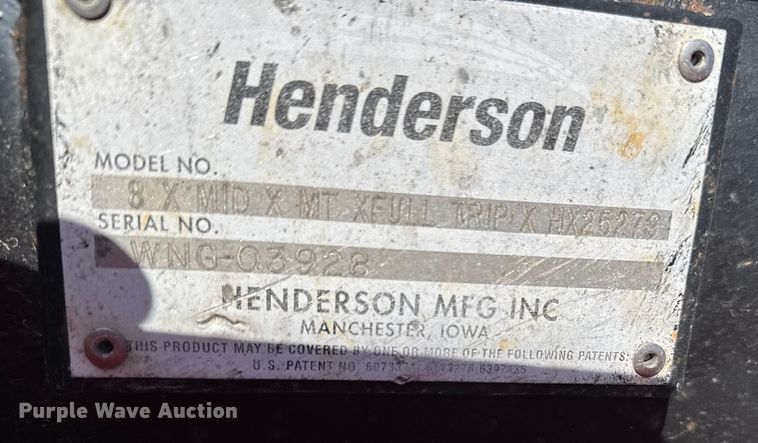 Henderson
MODEL NO.
8 X MID X MT XFULL TRIP X HX25279
SERIAL NO.
WNG-03928
HENDERSON MFG INC
MANCHESTER, IOWA
THIS PRODUCT MAY BE COVERED BY ONE OR MORE OF THE FOLLOWING PATENTS:
U.S. PATENT NO.
Purple Wave Auction